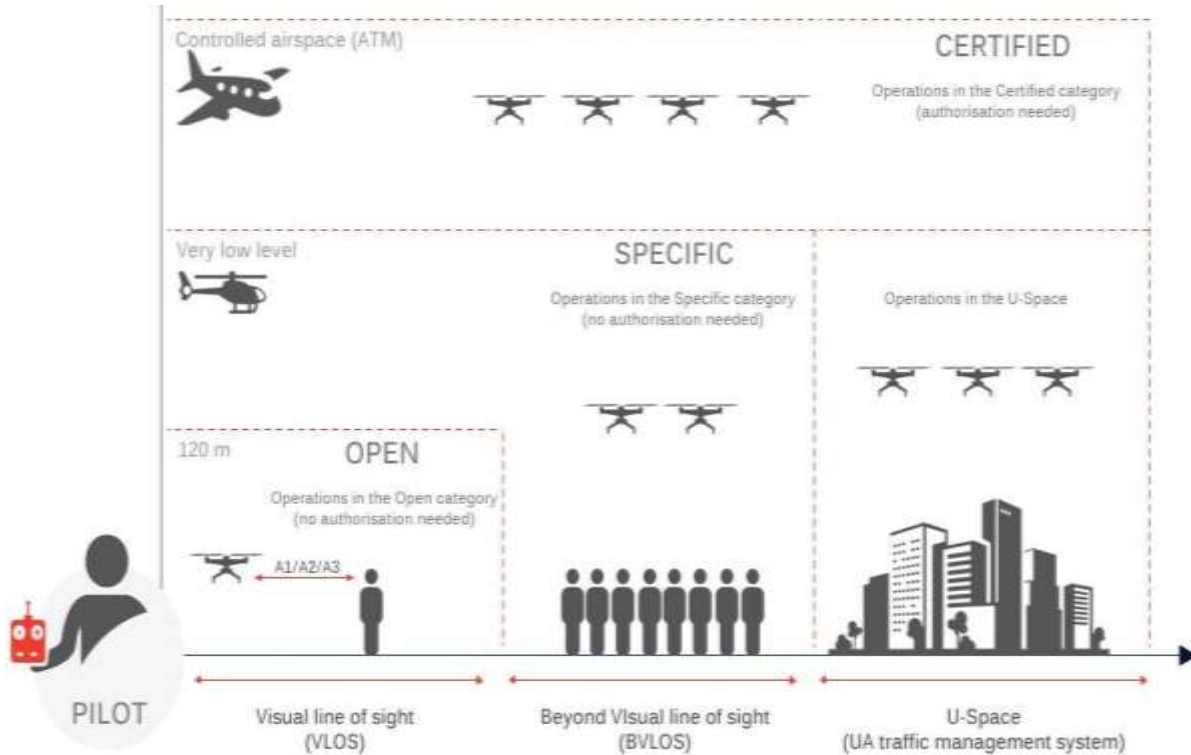 Controlled airspace (ATM)
CERTIFIED
Operations in the Certified category
(authorisation needed)
Very low level
SPECIFIC
Operations in the Specific category
(no authorisation needed)
Operations in the U-Space
120 m
OPEN
Operations in the Open category
(no authorisation needed)
A1/A2/A3
PILOT
Visual line of sight
(VLOS)
Beyond VIsual line of sight
(BVLOS)
U-Space
(UA traffic management system)